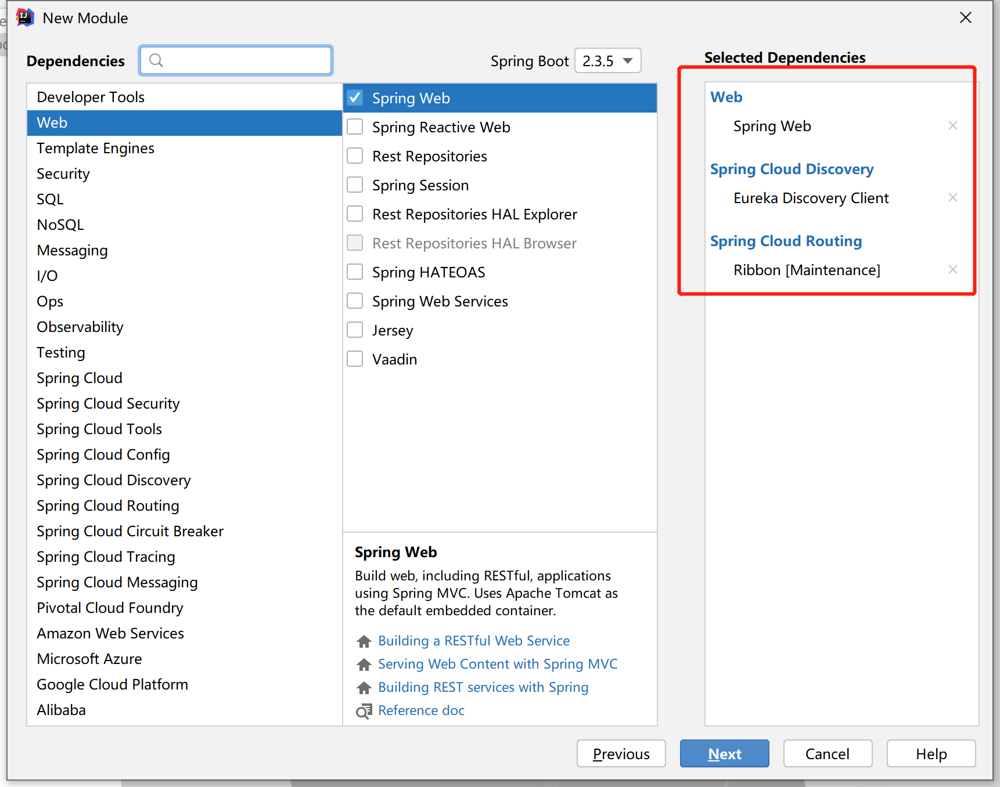 New Module
Dependencies
Spring Boot 2.3.5
Selected Dependencies
Developer Tools
Web
Template Engines
Security
SQL
NoSQL
Messaging
I/O
Ops
Observability
Testing
Spring Cloud
Spring Cloud Security
Spring Cloud Tools
Spring Cloud Config
Spring Cloud Discovery
Spring Cloud Routing
Spring Cloud Circuit Breaker
Spring Cloud Tracing
Spring Cloud Messaging
Pivotal Cloud Foundry
Amazon Web Services
Microsoft Azure
Google Cloud Platform
Alibaba
Spring Web
Spring Reactive Web
Rest Repositories
Spring Session
Rest Repositories HAL Explorer
Rest Repositories HAL Browser
Spring HATEOAS
Spring Web Services
Jersey
Vaadin
Spring Web
Build web, including RESTful, applications
using Spring MVC. Uses Apache Tomcat as
the default embedded container.
Building a RESTful Web Service
Serving Web Content with Spring MVC
Building REST services with Spring
Reference doc
Web
Spring Web
Spring Cloud Discovery
Eureka Discovery Client
Spring Cloud Routing
Ribbon [Maintenance]
Previous
Next
Cancel
Help